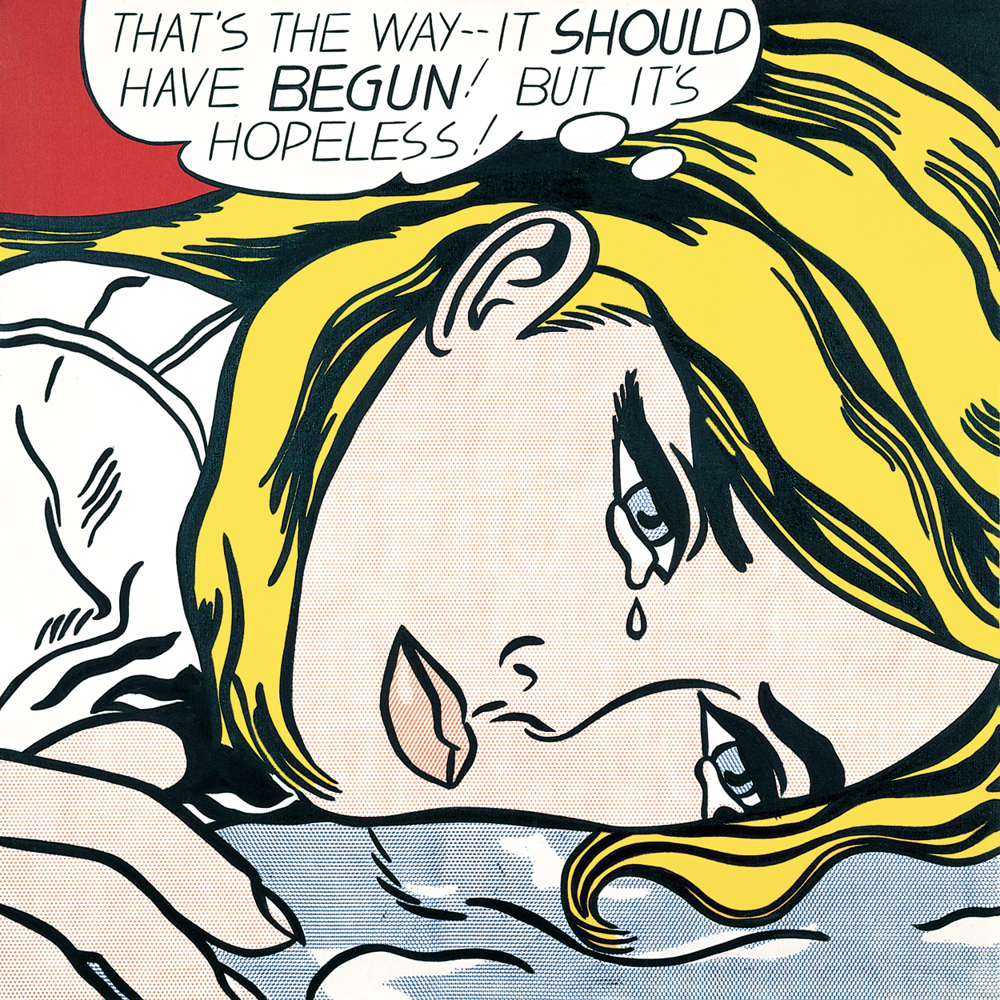 THAT'S THE WAY--IT SHOULD
HAVE BEGUN! BUT IT'S
HOPELESS!